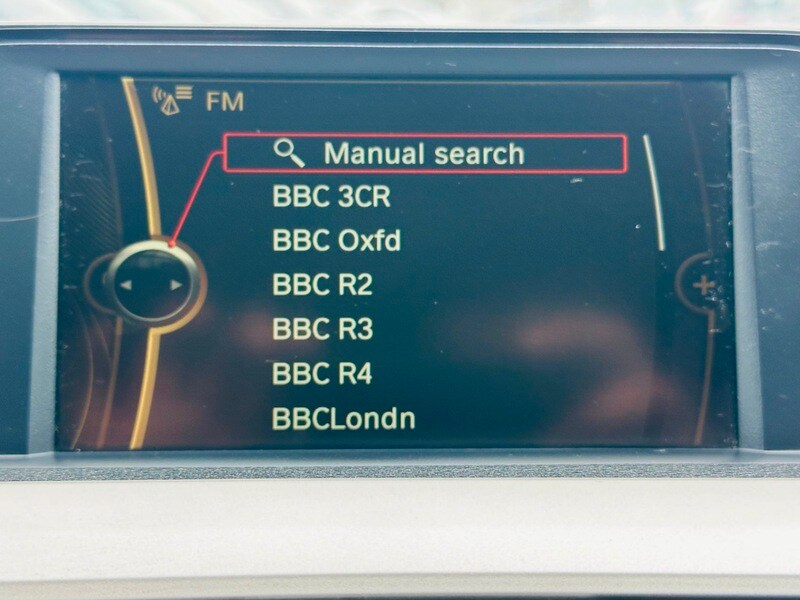 FM
Manual search
BBC 3CR
BBC Oxfd
BBC R2
BBC R3
BBC R4
BBCLondn